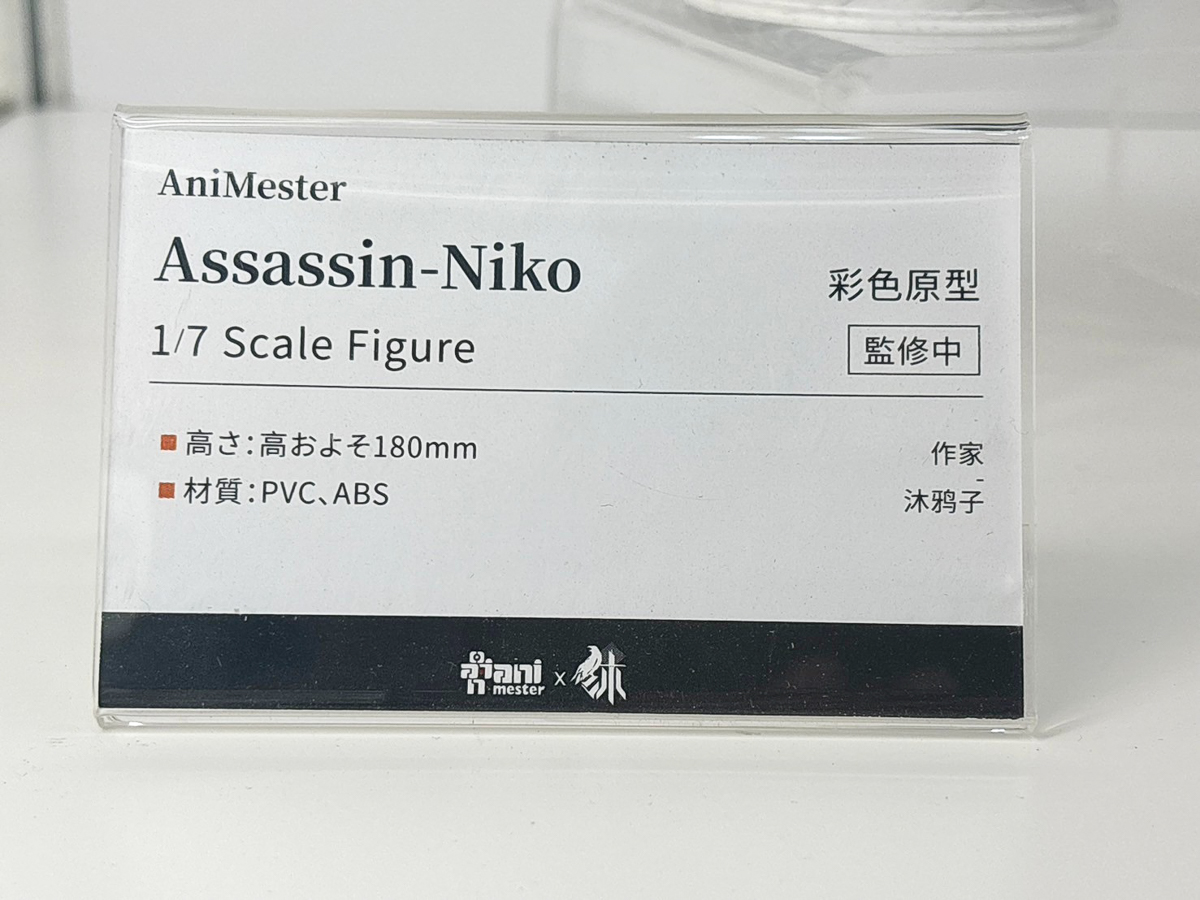 AniMester
Assassin-Niko
彩色原型
1/7 Scale Figure
監修中
高さ:高およそ180mm
作家
-
材質:PVC、ABS
沐鸦子
ani mester x 沐